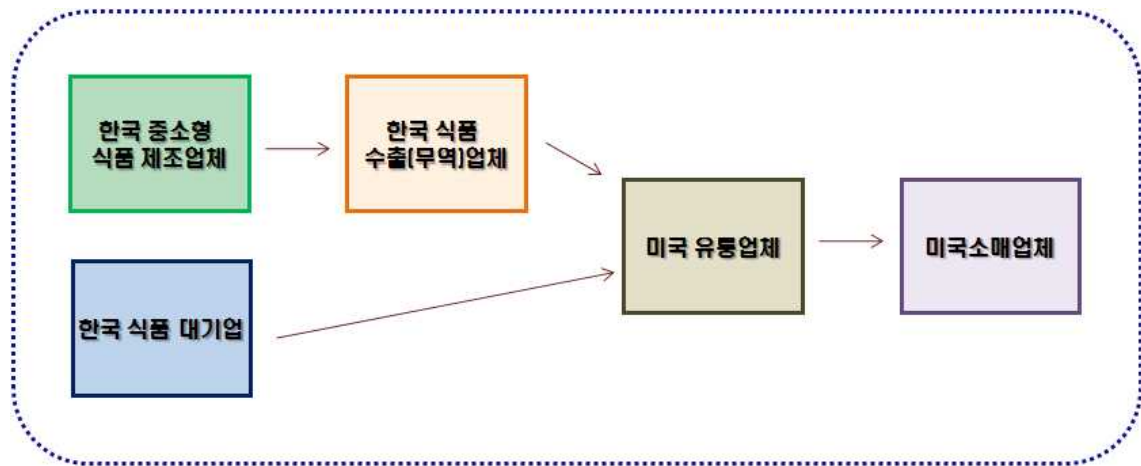 한국 중소형
식품 제조업체
한국 식품
수출(무역)업체
미국 유통업체
미국소매업체
한국 식품 대기업